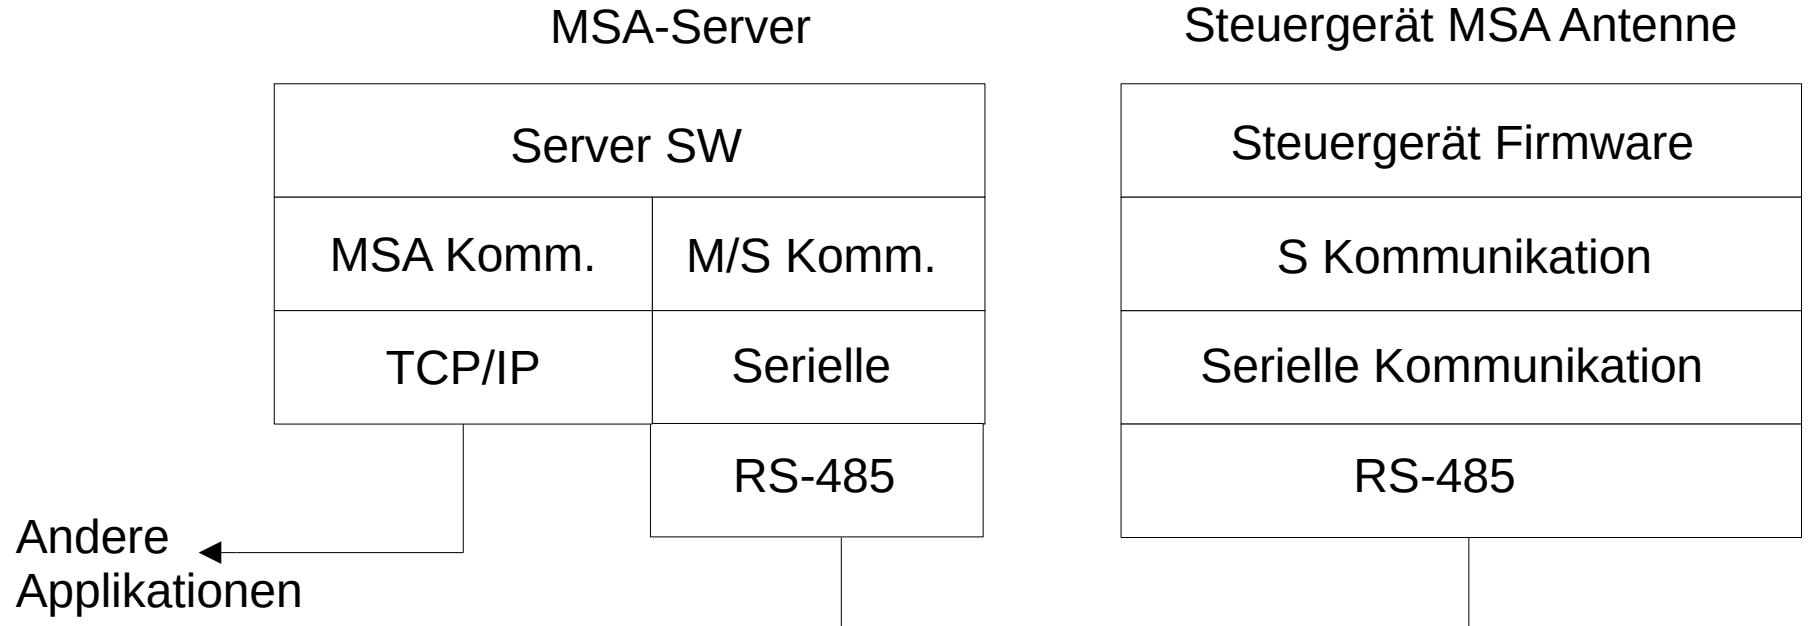 MSA-Server
Steuergerät MSA Antenne
Server SW
Steuergerät Firmware
MSA Komm.
M/S Komm.
S Kommunikation
TCP/IP
Serielle
Serielle Kommunikation
RS-485
RS-485
Andere
Applikationen